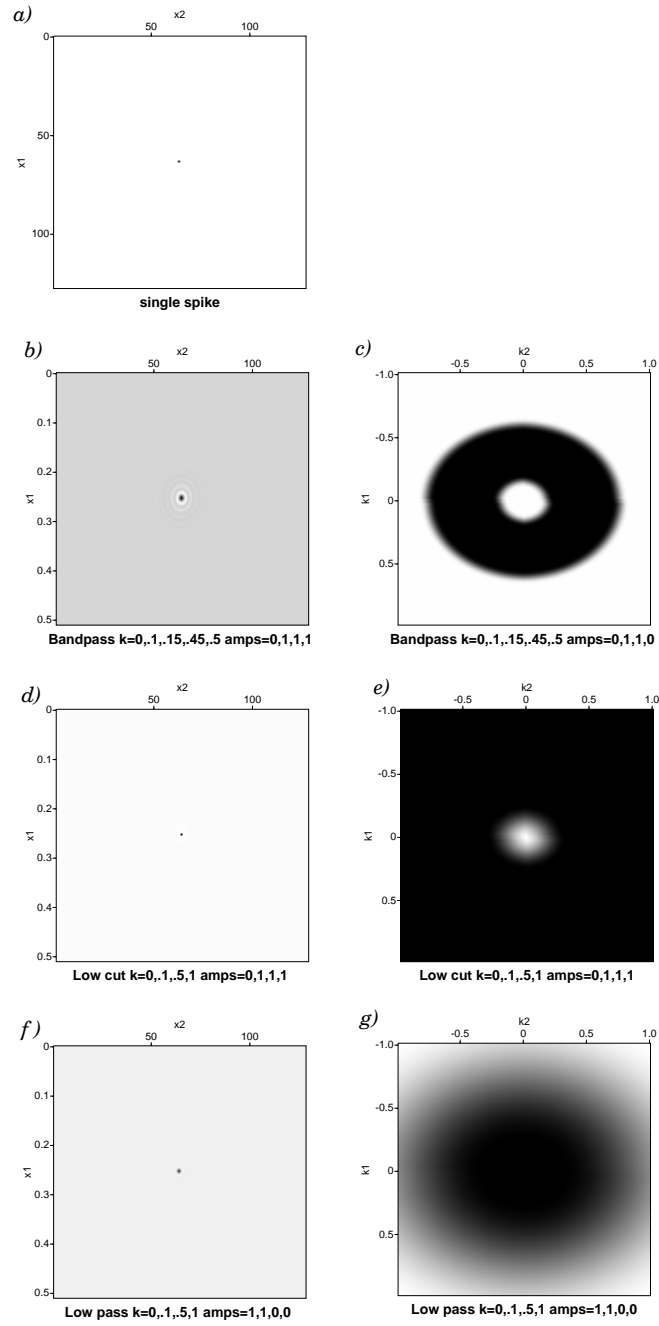 a)
x2
50 100
0
50
100
x1
single spike
b)
x2
50 100
0
0.1
0.2
0.3
0.4
0.5
x1
Bandpass k=0,.1,.15,.45,.5 amps=0,1,1,1
c)
k2
-0.5 0 0.5 1.0
-1.0
-0.5
0
0.5
k1
Bandpass k=0,.1,.15,.45,.5 amps=0,1,1,0
d)
x2
50 100
0
0.1
0.2
0.3
0.4
0.5
x1
Low cut k=0,.1,.5,1 amps=0,1,1,1
e)
k2
-0.5 0 0.5 1.0
-1.0
-0.5
0
0.5
k1
Low cut k=0,.1,.5,1 amps=0,1,1,1
f)
x2
50 100
0
0.1
0.2
0.3
0.4
0.5
x1
Low pass k=0,.1,.5,1 amps=1,1,0,0
g)
k2
-0.5 0 0.5 1.0
-1.0
-0.5
0
0.5
k1
Low pass k=0,.1,.5,1 amps=1,1,0,0